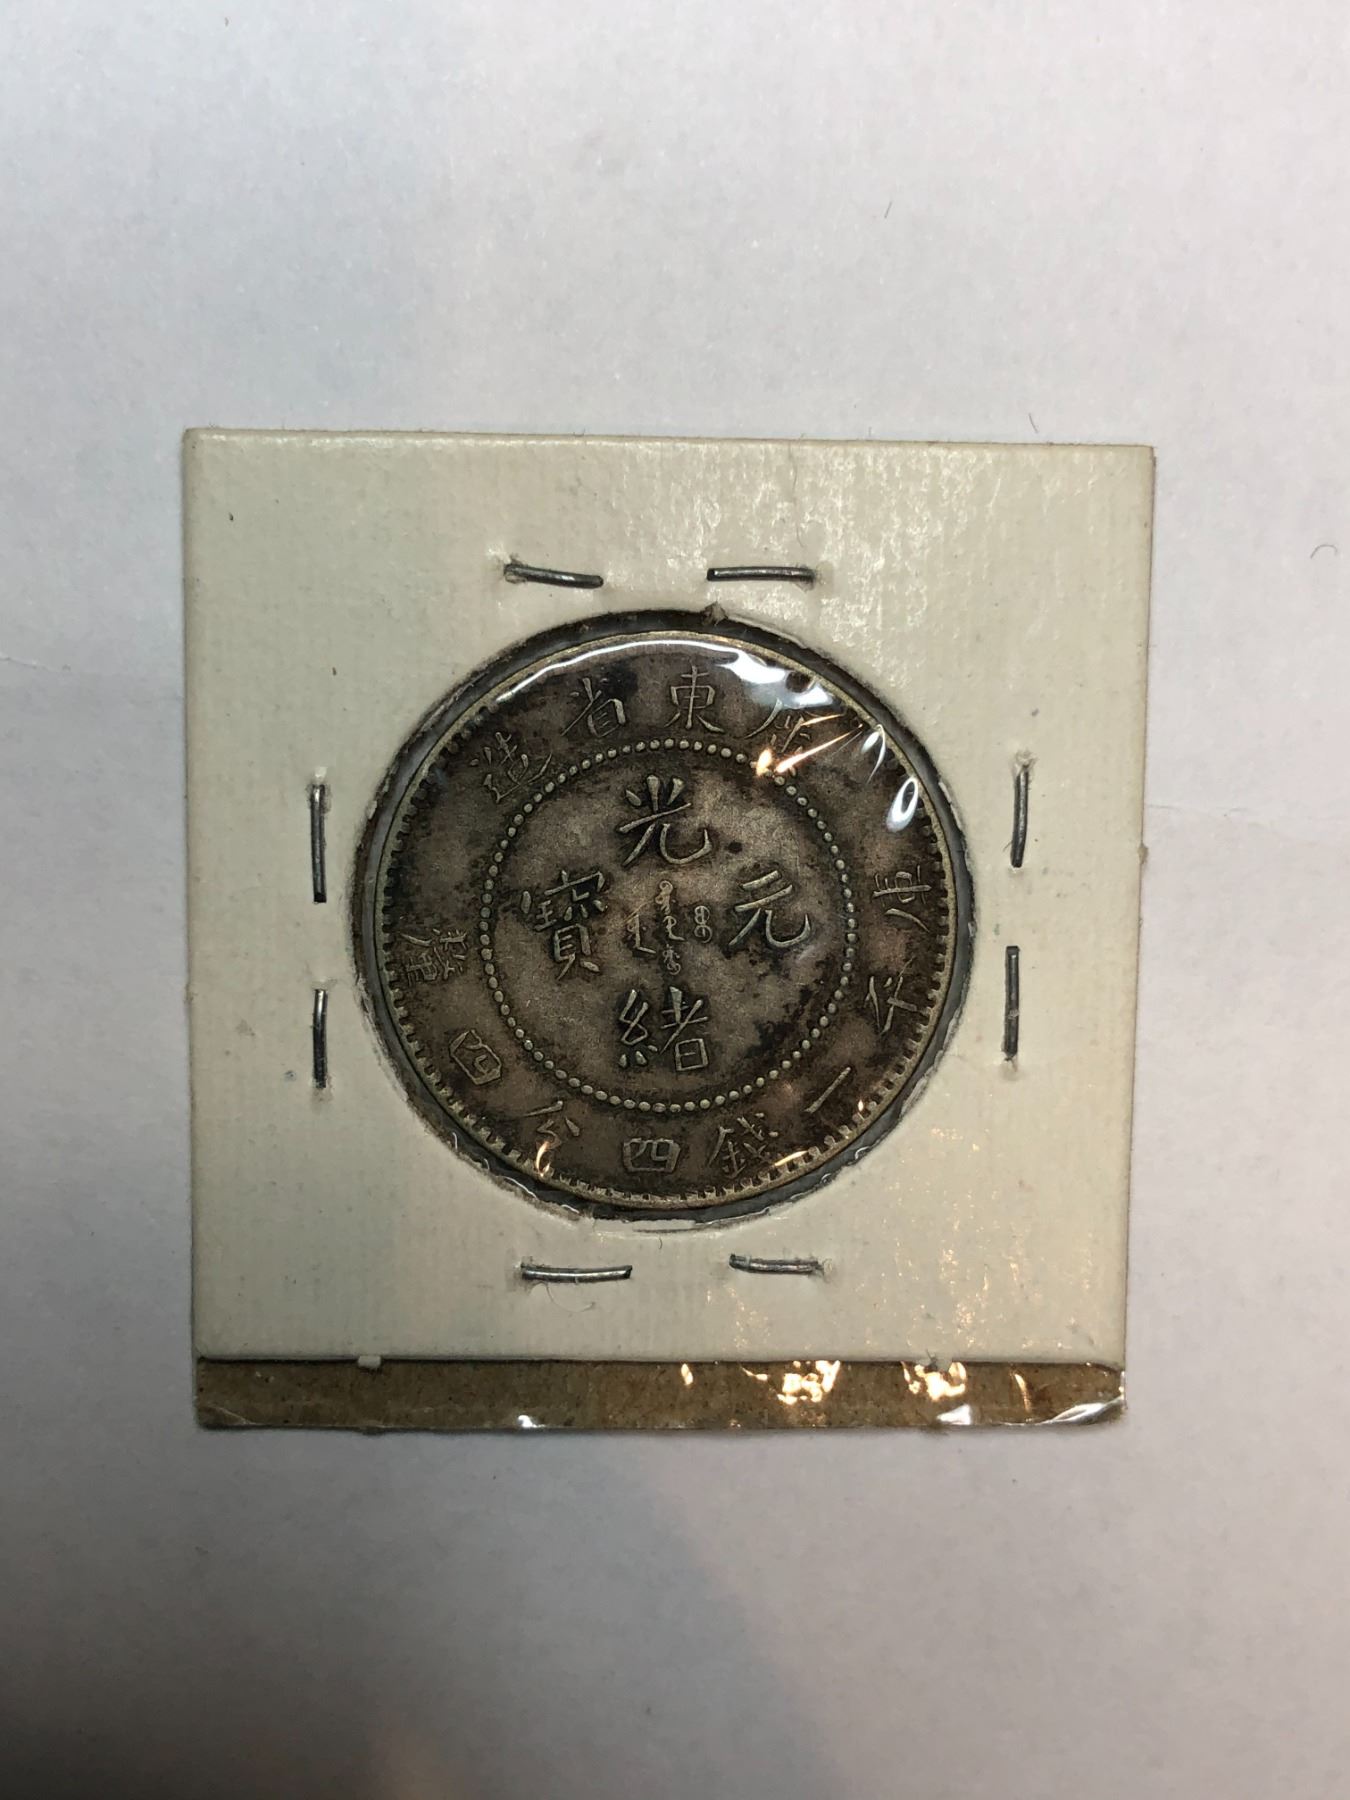 廣東省造
光緒元寶
庫平一錢四分四釐